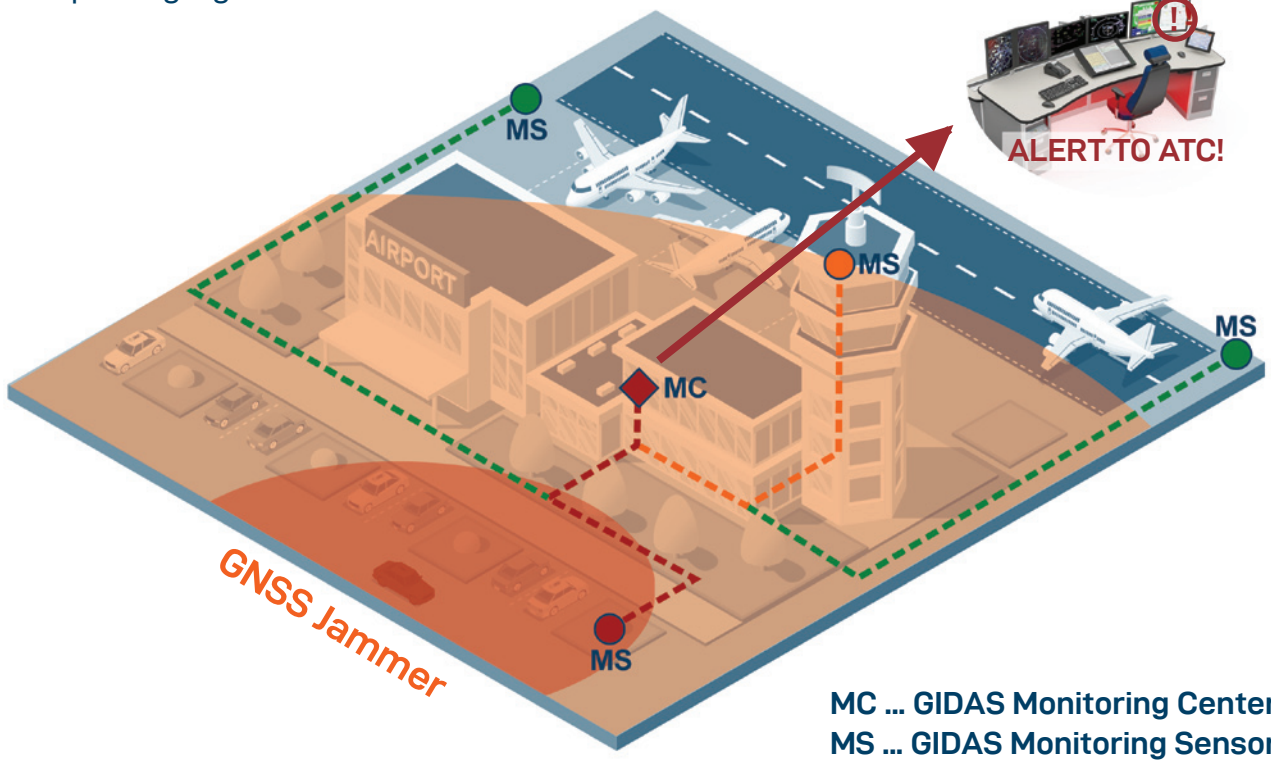 MS
ALERT TO ATC!
AIRPORT
MS
MS
MC
GNSS Jammer
MS
MC ... GIDAS Monitoring Center
MS ... GIDAS Monitoring Sensor